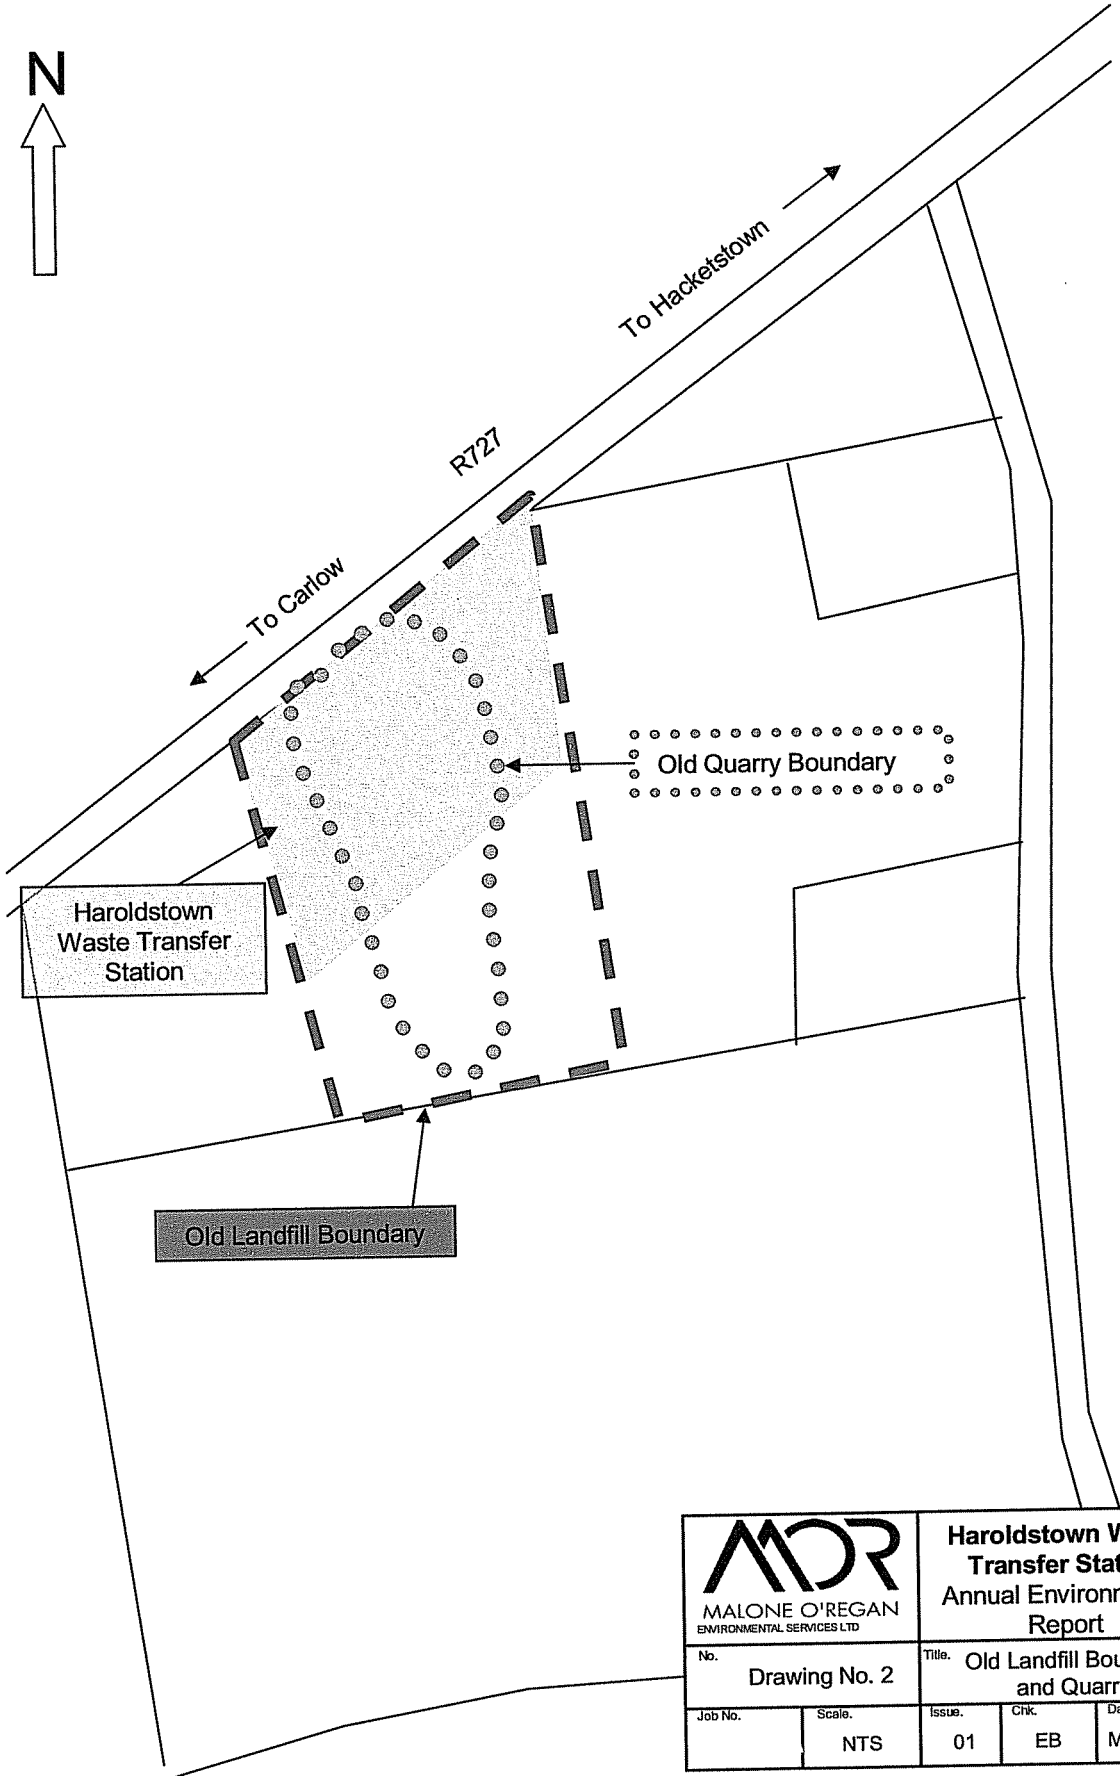 N
To Hacketstown
R727
To Carlow
Old Quarry Boundary
Haroldstown
Waste Transfer
Station
Old Landfill Boundary
MOR
MALONE O'REGAN
ENVIRONMENTAL SERVICES LTD
Haroldstown
Transfer
Annual
Report
No.
Drawing No. 2
Title.
Old Landfill
and
Job No.
Scale.
NTS
Issue.
01
Chk.
EB